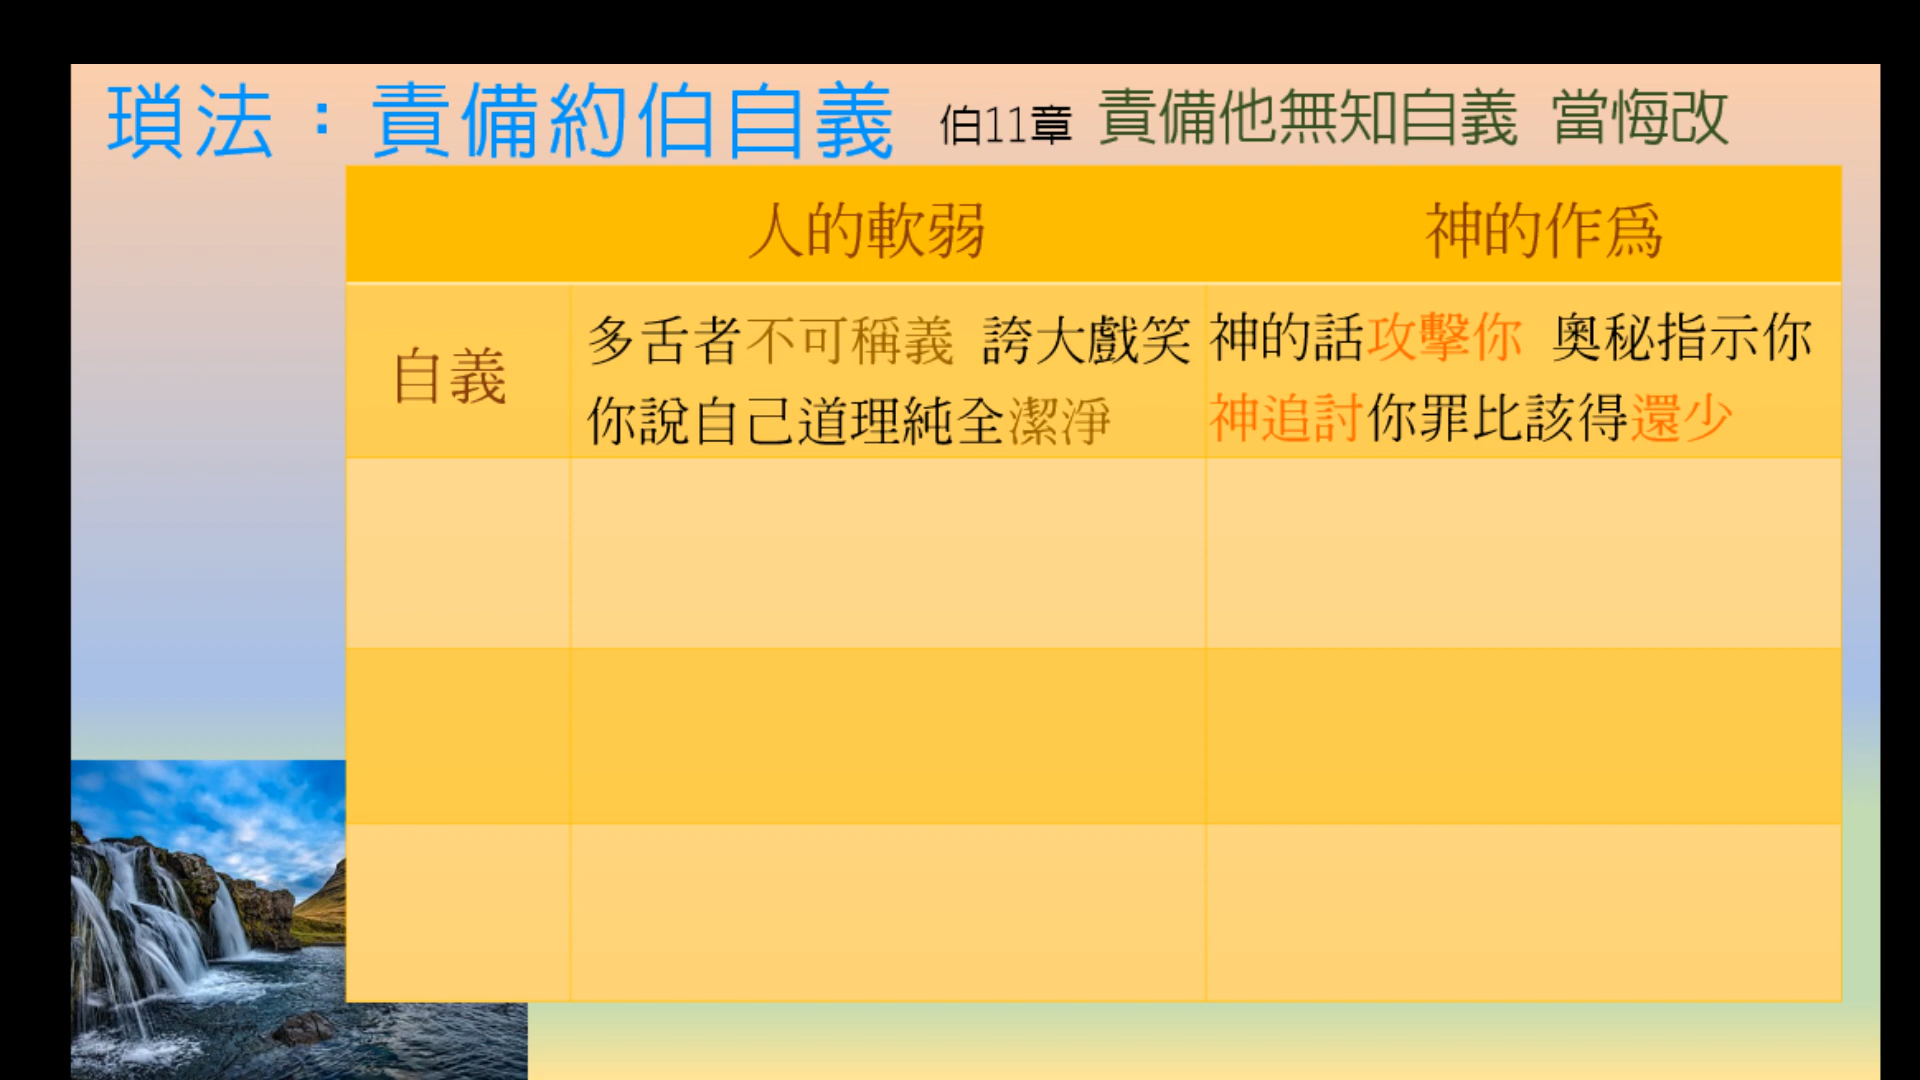 瑣法：責備約伯自義 伯11章 責備他無知自義 當悔改
人的軟弱 神的作爲
自義
多舌者不可稱義 誇大戲笑
你說自己道理純全潔淨
神的話攻擊你 奧秘指示你
神追討你罪比該得還少